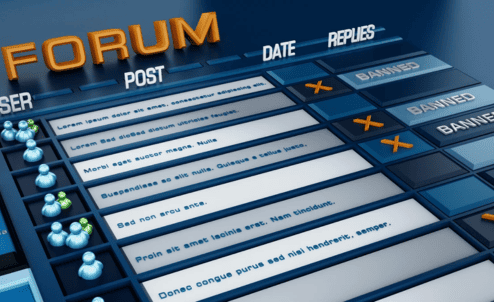 FORUM
SER POST DATE REPLIES
Lorem ipsum dolor sit amet, consectetur adipiscing elit.
BANNED
Lorem Sed dictum ultricies feugiat.
BANNED
Morbi eget auctor magna. Nulla
BANNED
Suspendisse ac elit nulla. Quisque a tellus justo.
Sed non arcu ante.
Proin sit amet lacinia erat. Nam tincidunt.
Donec congue purus sed nisi hendrerit, semper.